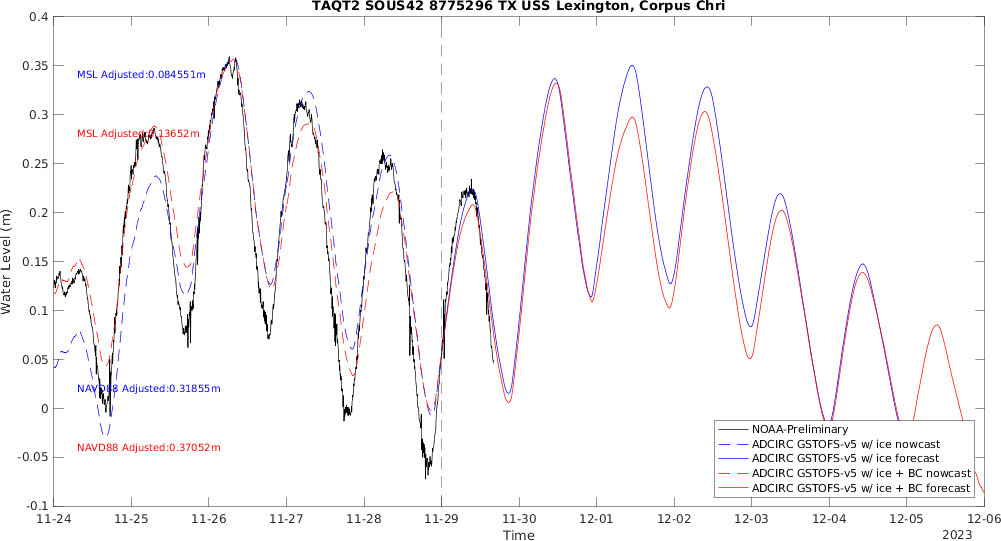 TAQT2 SOUS42 8775296 TX USS Lexington, Corpus Chri
0.4
0.35
0.3
0.25
0.2
0.15
0.1
0.05
0
-0.05
-0.1
Water Level (m)
MSL Adjusted:0.084551m
MSL Adjusted:0.13652m
NAVD88 Adjusted:0.31855m
NAVD88 Adjusted:0.37052m
NOAA-Preliminary
ADCIRC GSTOFS-v5 w/ ice nowcast
ADCIRC GSTOFS-v5 w/ ice forecast
ADCIRC GSTOFS-v5 w/ ice + BC nowcast
ADCIRC GSTOFS-v5 w/ ice + BC forecast
11-24 11-25 11-26 11-27 11-28 11-29 11-30 12-01 12-02 12-03 12-04 12-05 12-06
Time
2023